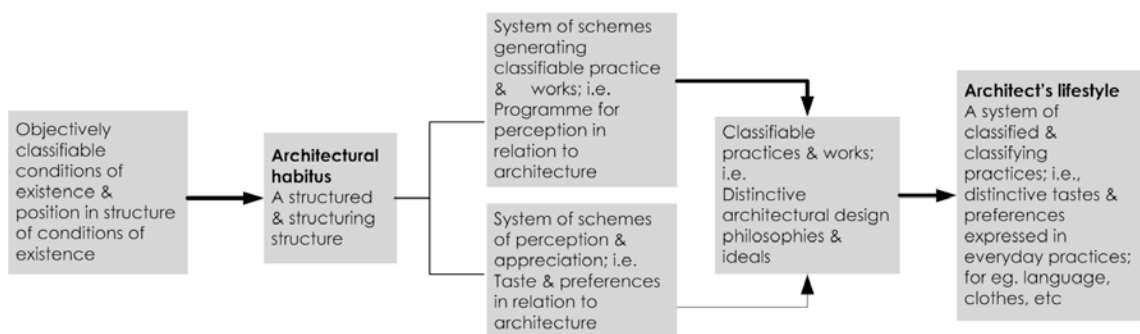 Objectively
classifiable
conditions of
existence &
position in structure
of conditions of
existence
Architectural
habitus
A structured
& structuring
structure
System of schemes
generating
classifiable practice
& works; i.e.
Programme for
perception in
relation to
architecture
System of schemes
of perception &
appreciation; i.e.
Taste & preferences
in relation to
architecture
Classifiable
practices & works;
i.e.
Distinctive
architectural design
philosophies &
ideals
Architect's lifestyle
A system of
classified &
classifying
practices; i.e.,
distinctive tastes &
preferences
expressed in
everyday practices;
for eg. language,
clothes, etc